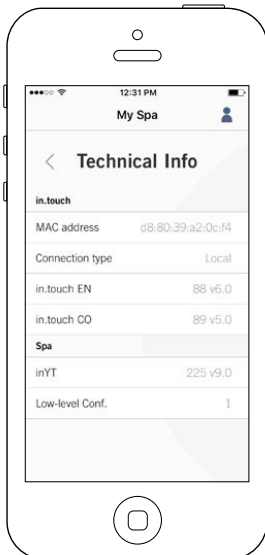 12:31 PM
My Spa
Technical Info
in.touch
MAC address d8:80:39:a2:0c:f4
Connection type Local
in.touch EN 88 v6.0
in.touch CO 89 v5.0
Spa
inYT 225 v9.0
Low-level Conf. 1